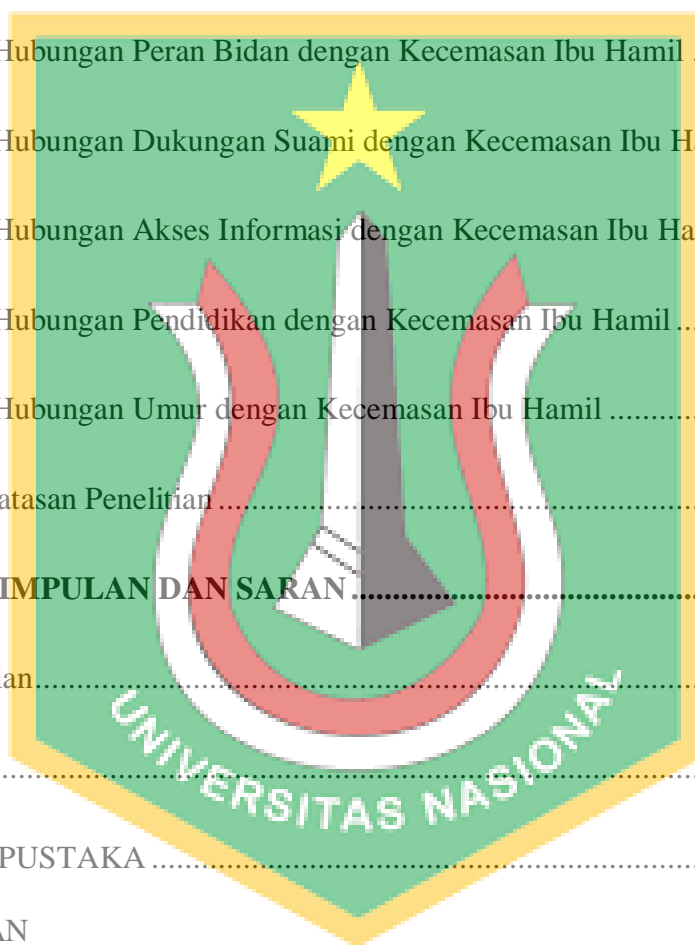 Hubungan Peran Bidan dengan Kecemasan Ibu Hamil .
Hubungan Dukungan Suami dengan Kecemasan Ibu Ha
Hubungan Akses Informasi dengan Kecemasan Ibu Ha
Hubungan Pendidikan dengan Kecemasan Ibu Hamil ...
Hubungan Umur dengan Kecemasan Ibu Hamil ............
atasan Penelitian ................................................................
IMPULAN DAN SARAN ..............................................
lan.......................................................................................
...........................................................................................
PUSTAKA .......................................................................
AN
UNIVERSITAS NASIONAL